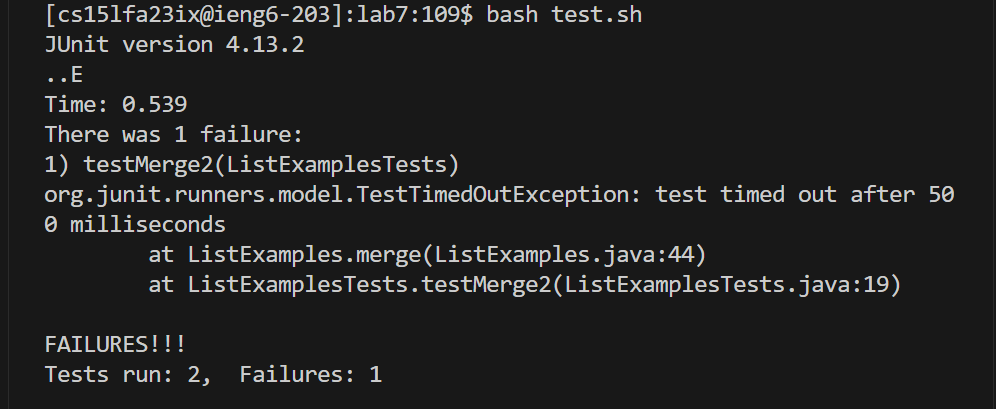 [cs15lfa23ix@ieng6-203]:lab7:109$ bash test.sh
JUnit version 4.13.2
..E
Time: 0.539
There was 1 failure:
1) testMerge2(ListExamplesTests)
org.junit.runners.model.TestTimedOutException: test timed out after 50
0 milliseconds
        at ListExamples.merge(ListExamples.java:44)
        at ListExamplesTests.testMerge2(ListExamplesTests.java:19)

FAILURES!!!
Tests run: 2,  Failures: 1